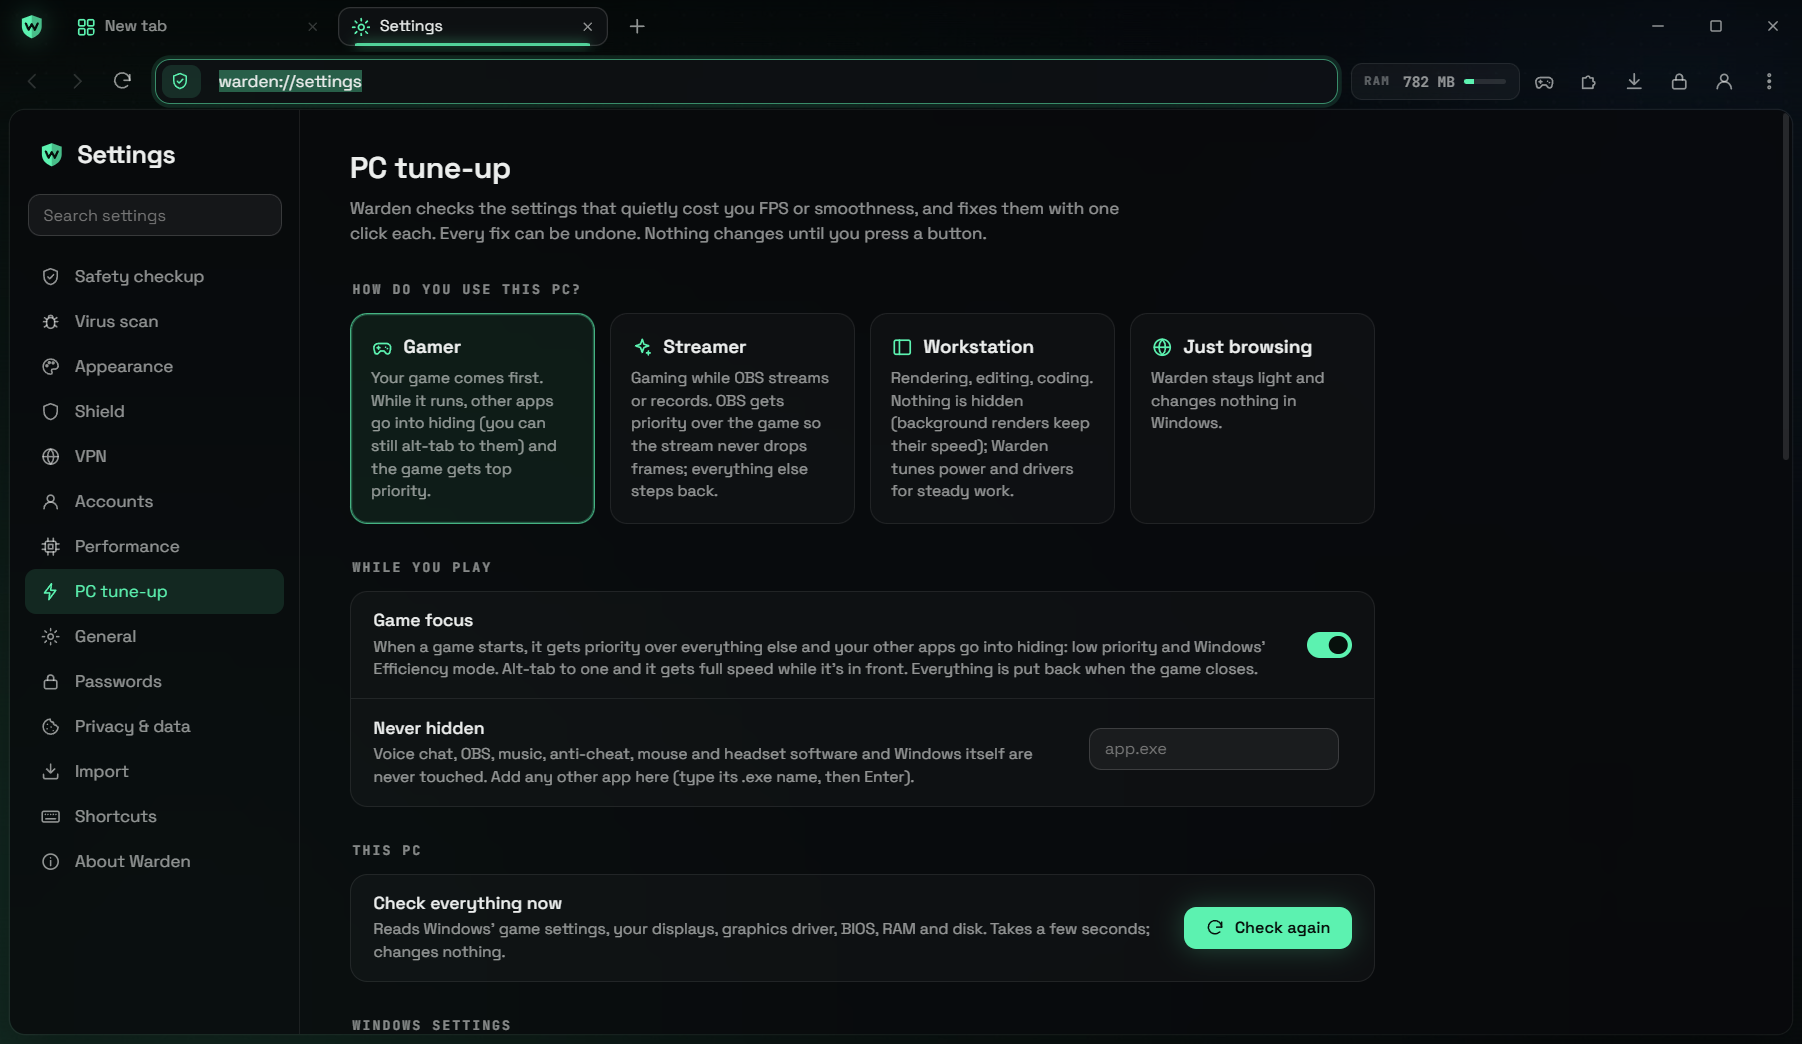 New tab
Settings
warden://settings
RAM 782 MB
Settings
Search settings
Safety checkup
Virus scan
Appearance
Shield
VPN
Accounts
Performance
PC tune-up
General
Passwords
Privacy & data
Import
Shortcuts
About Warden
PC tune-up
Warden checks the settings that quietly cost you FPS or smoothness, and fixes them with one
click each. Every fix can be undone. Nothing changes until you press a button.
HOW DO YOU USE THIS PC?
Gamer
Your game comes first.
While it runs, other apps
go into hiding (you can
still alt-tab to them) and
the game gets top
priority.
Streamer
Gaming while OBS streams
or records. OBS gets
priority over the game so
the stream never drops
frames; everything else
steps back.
Workstation
Rendering, editing, coding.
Nothing is hidden
(background renders keep
their speed); Warden
tunes power and drivers
for steady work.
Just browsing
Warden stays light and
changes nothing in
Windows.
WHILE YOU PLAY
Game focus
When a game starts, it gets priority over everything else and your other apps go into hiding: low priority and Windows’
Efficiency mode. Alt-tab to one and it gets full speed while it’s in front. Everything is put back when the game closes.
Never hidden
Voice chat, OBS, music, anti-cheat, mouse and headset software and Windows itself are
never touched. Add any other app here (type its .exe name, then Enter).
app.exe
THIS PC
Check everything now
Reads Windows’ game settings, your displays, graphics driver, BIOS, RAM and disk. Takes a few seconds;
changes nothing.
Check again
WINDOWS SETTINGS